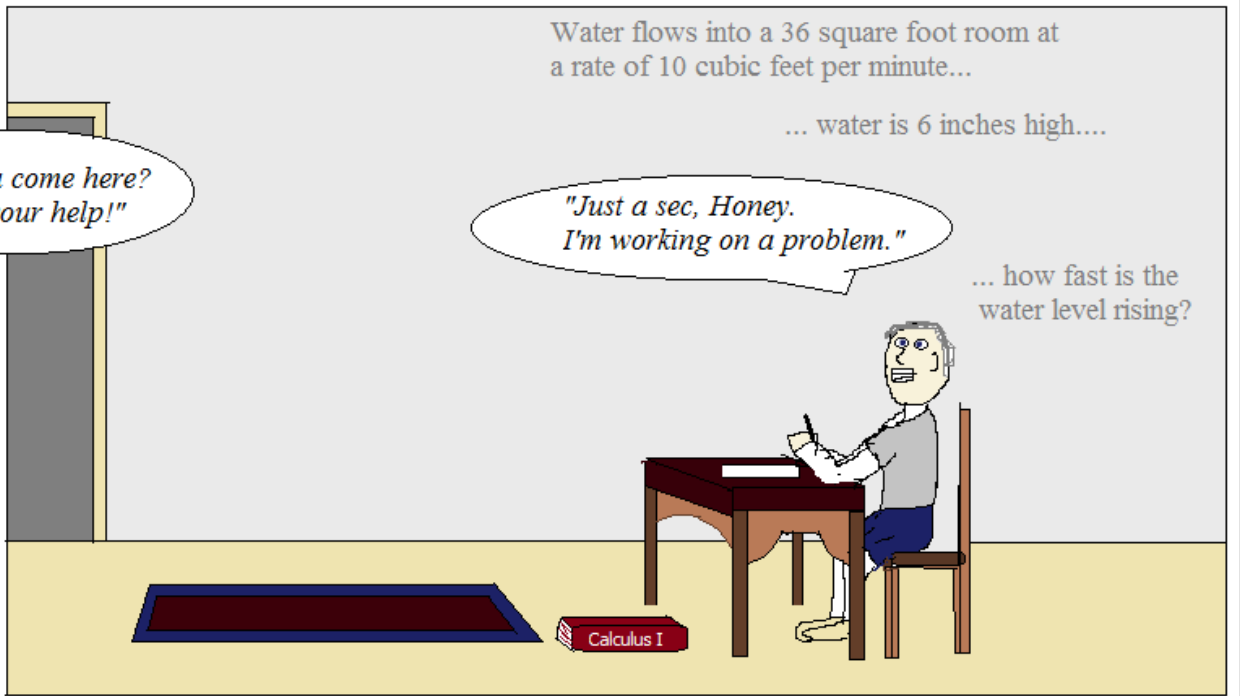 Water flows into a 36 square foot room at
a rate of 10 cubic feet per minute...
... water is 6 inches high....
come here?
our help!"
"Just a sec, Honey.
I'm working on a problem."
... how fast is the
water level rising?
Calculus I